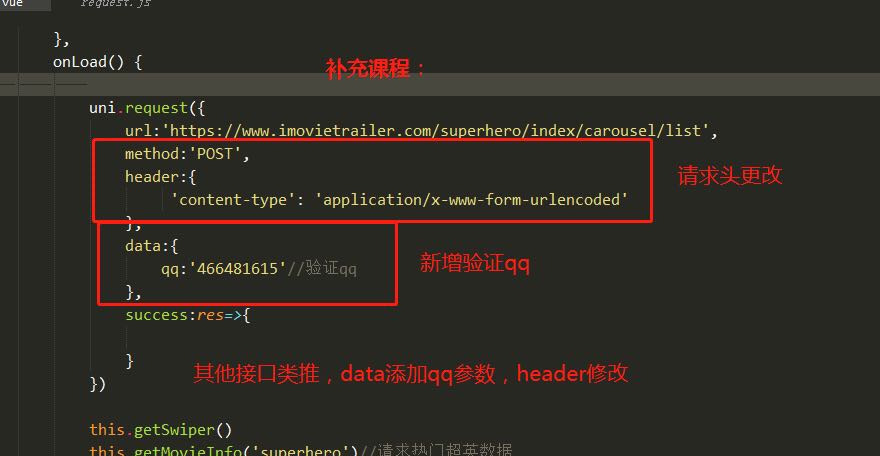 vue request.js
},
onLoad() {
补充课程：
uni.request({
url:'https://www.imovietrailer.com/superhero/index/carousel/list',
method:'POST',
header:{
请求头更改
'content-type': 'application/x-www-form-urlencoded'
},
data:{
qq:'466481615'//验证qq
新增验证qq
},
success:res=>{
}
其他接口类推，data添加qq参数，header修改
})
this.getSwiper()
this.getMovieInfo('superhero')//请求热门超英数据